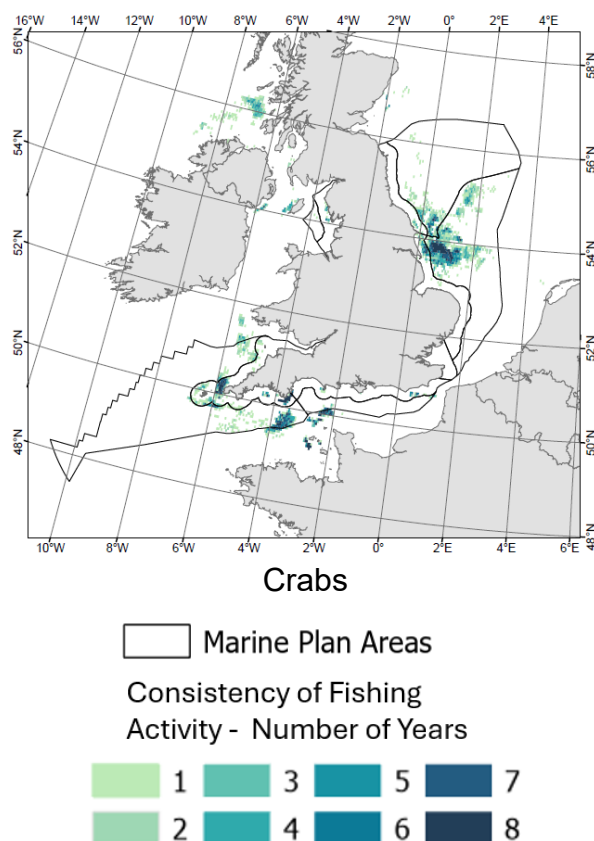 16°W 14°W 12°W 10°W 8°W 6°W 4°W 2°W 0° 2°E 4°E
56°N
58°N
54°N
56°N
52°N
54°N
50°N
52°N
48°N
50°N
48°N
10°W 8°W 6°W 4°W 2°W 0° 2°E 4°E 6°E
Crabs
Marine Plan Areas
Consistency of Fishing
Activity - Number of Years
1 3 5 7
2 4 6 8